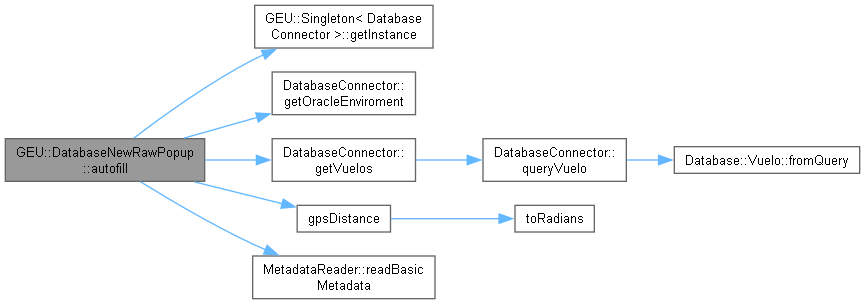 GEU::DatabaseNewRawPopup
::autofill
GEU::Singleton< Database
Connector >::getInstance
DatabaseConnector::
getOracleEnviroment
DatabaseConnector::
getVuelos
DatabaseConnector::
queryVuelo
Database::Vuelo::fromQuery
gpsDistance
toRadians
MetadataReader::readBasic
Metadata